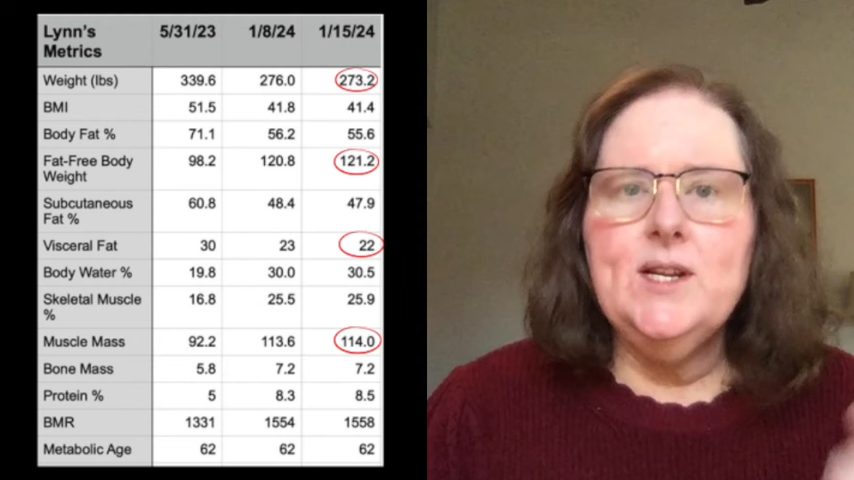 Lynn's Metrics 5/31/23 1/8/24 1/15/24
Weight (lbs) 339.6 276.0 273.2
BMI 51.5 41.8 41.4
Body Fat % 71.1 56.2 55.6
Fat-Free Body Weight 98.2 120.8 121.2
Subcutaneous Fat % 60.8 48.4 47.9
Visceral Fat 30 23 22
Body Water % 19.8 30.0 30.5
Skeletal Muscle % 16.8 25.5 25.9
Muscle Mass 92.2 113.6 114.0
Bone Mass 5.8 7.2 7.2
Protein % 5 8.3 8.5
BMR 1331 1554 1558
Metabolic Age 62 62 62